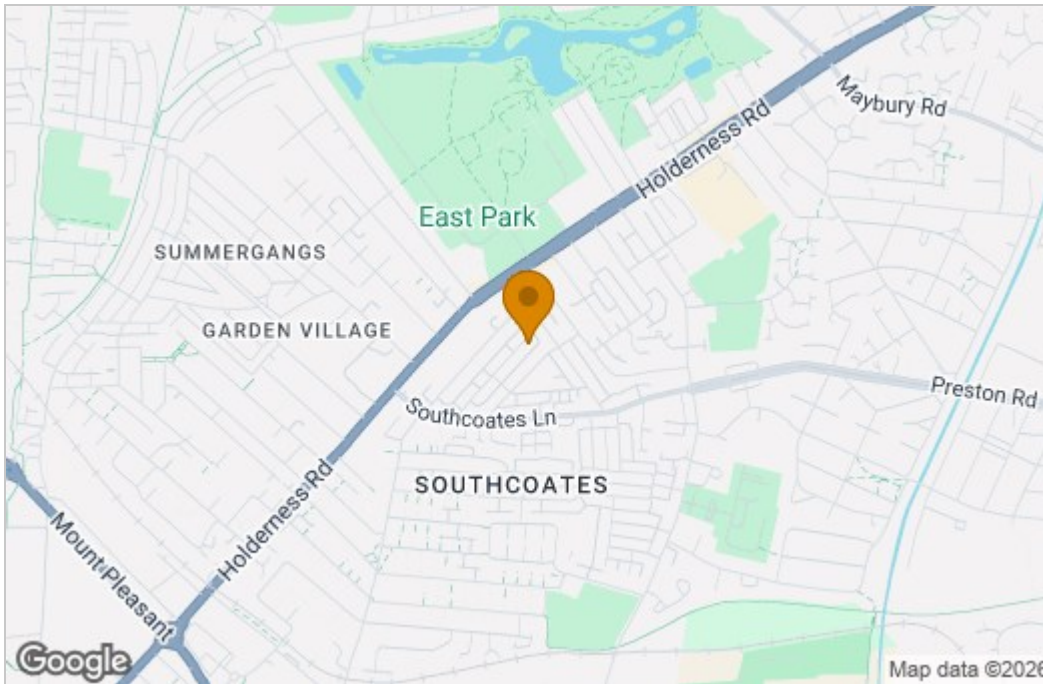 Holderness Rd
Maybury Rd
East Park
SUMMERGANGS
GARDEN VILLAGE
Southcoates Ln
Preston Rd
SOUTHCOATES
Holderness Rd
Mount Pleasant
Google
Map data ©2026